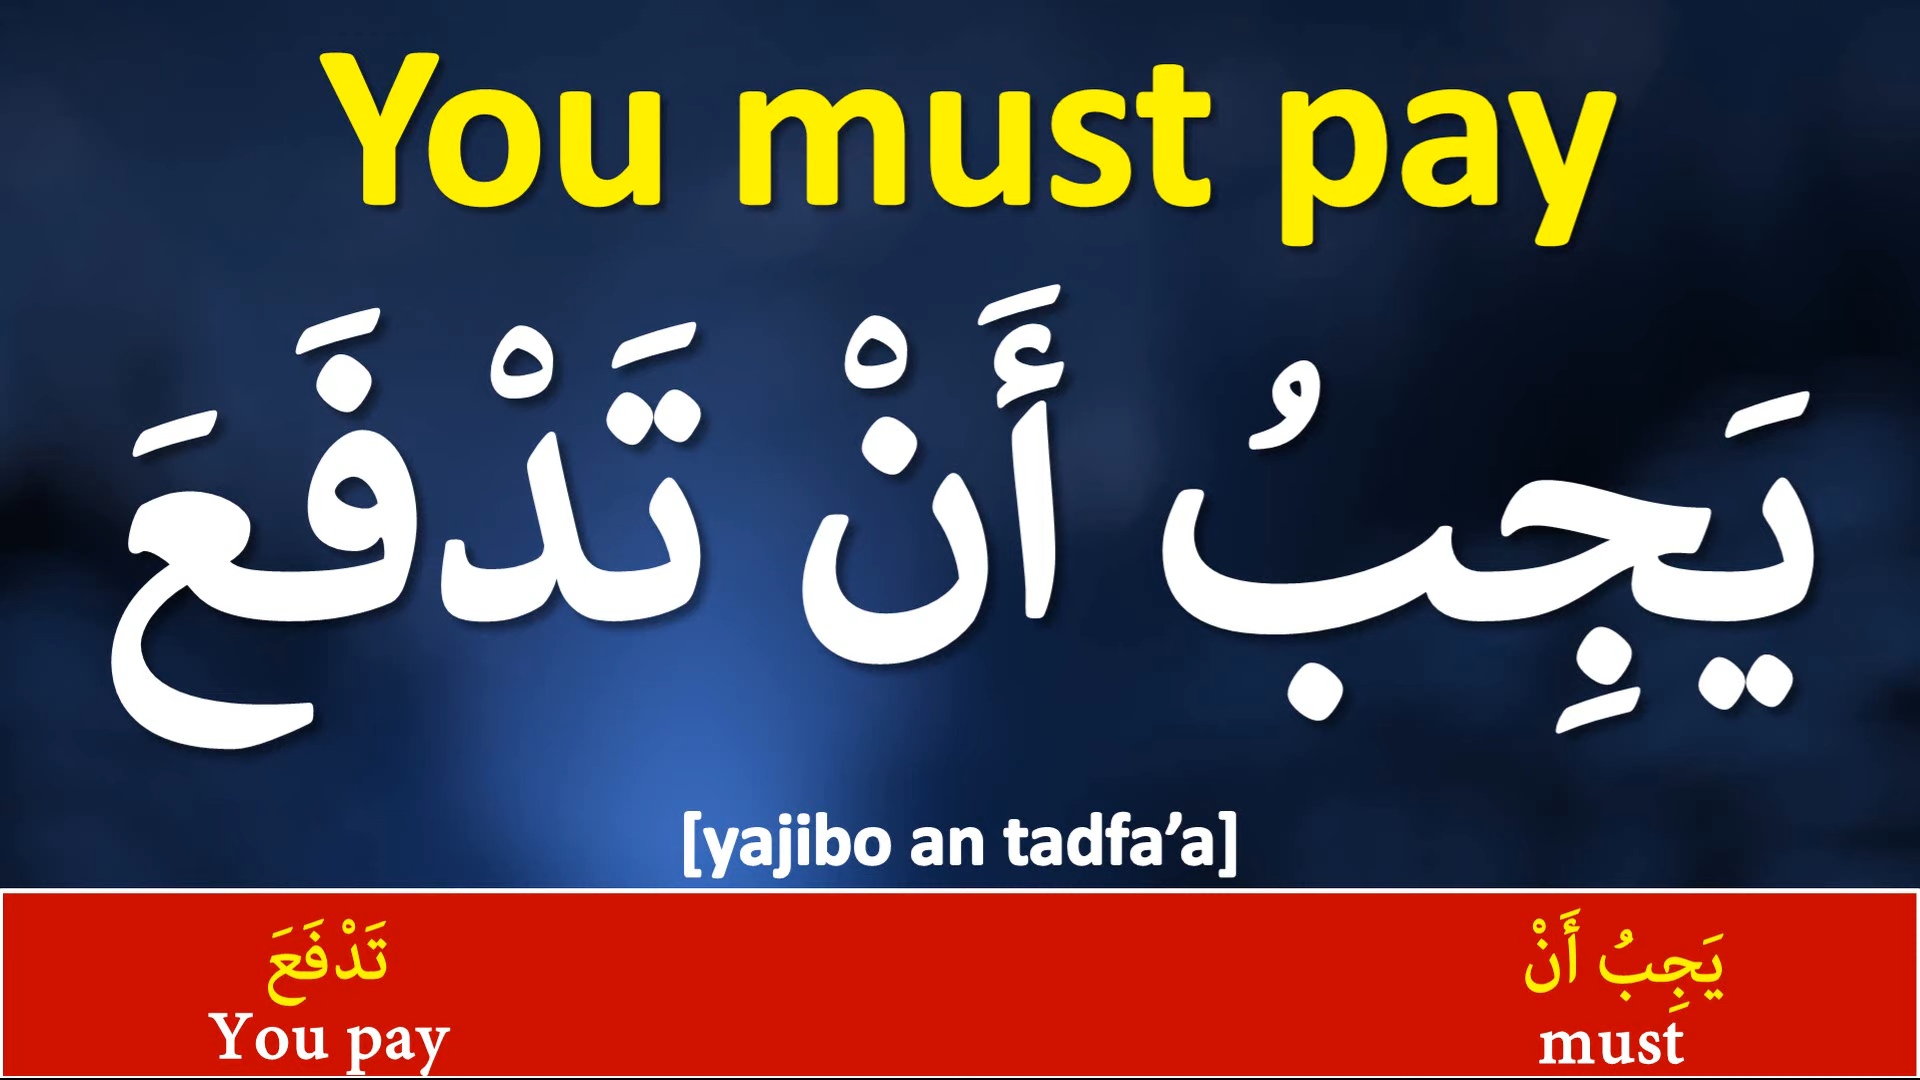 You must pay
يَجِبُ أَنْ تَدْفَعَ
[yajibo an tadfa’a]
يَجِبُ أَنْ
must
تَدْفَعَ
You pay